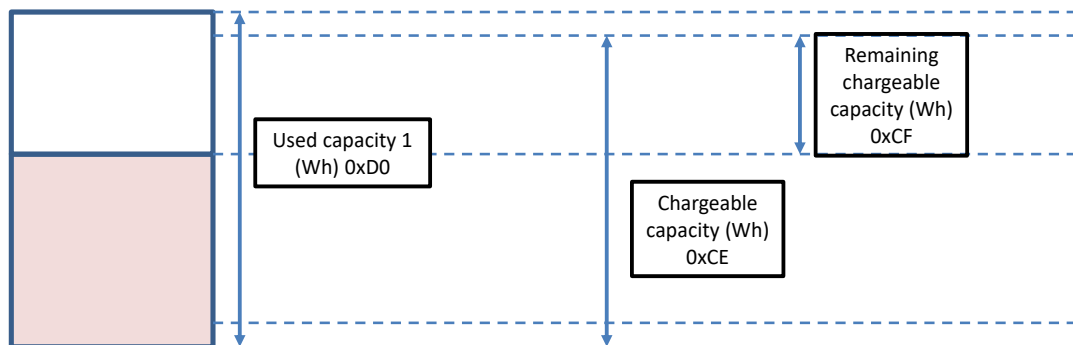 Used capacity 1
(Wh) 0xD0
Chargeable
capacity (Wh)
0xCE
Remaining
chargeable
capacity (Wh)
0xCF